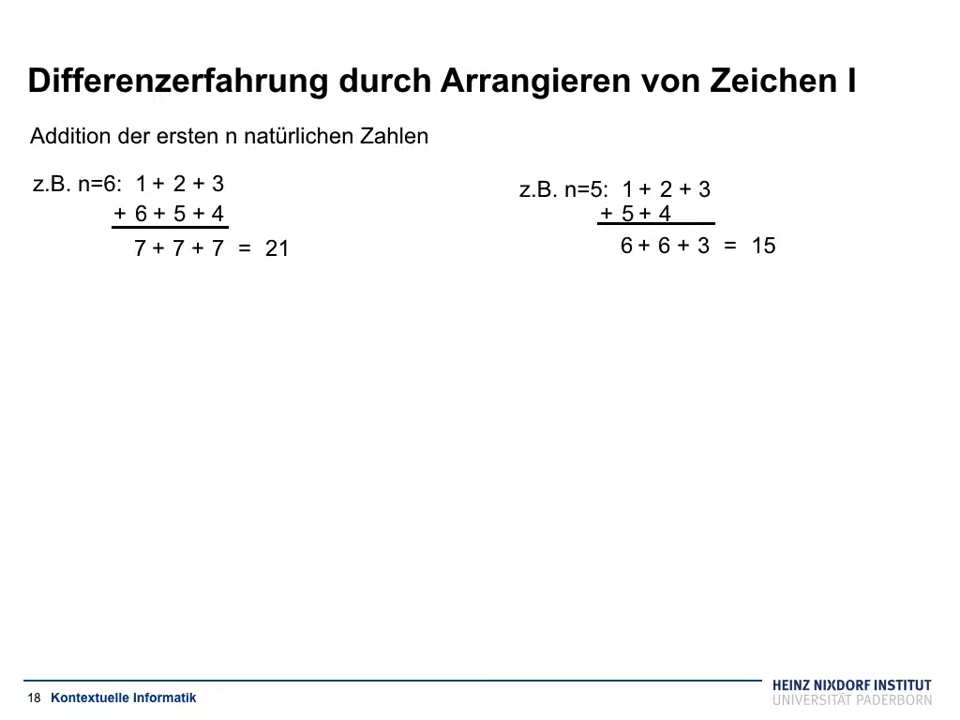 Differenzerfahrung durch Arrangieren von Zeichen I
Addition der ersten n natürlichen Zahlen
z.B. n=6: 1 + 2 + 3
+ 6 + 5 + 4
7 + 7 + 7 = 21
z.B. n=5: 1 + 2 + 3
+ 5 + 4
6 + 6 + 3 = 15
18 Kontextuelle Informatik
HEINZ NIXDORF INSTITUT
UNIVERSITÄT PADERBORN